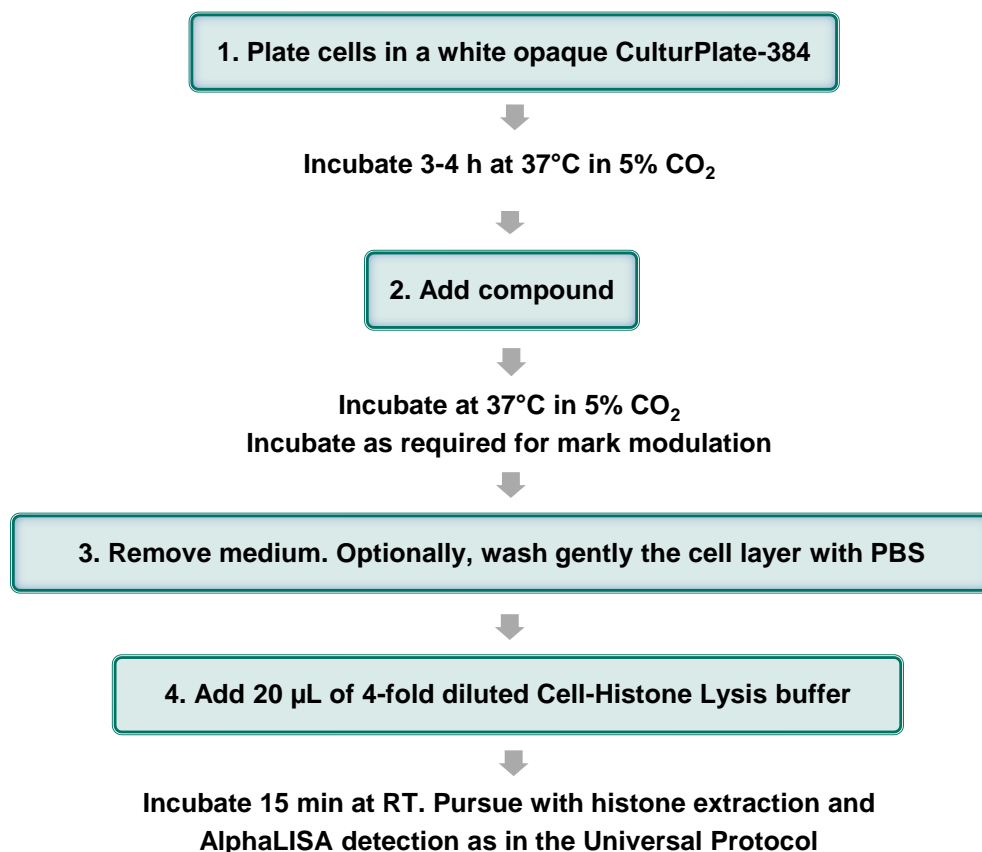 1. Plate cells in a white opaque CulturPlate-384
Incubate 3-4 h at 37°C in 5% CO₂
2. Add compound
Incubate at 37°C in 5% CO₂
Incubate as required for mark modulation
3. Remove medium. Optionally, wash gently the cell layer with PBS
4. Add 20 µL of 4-fold diluted Cell-Histone Lysis buffer
Incubate 15 min at RT. Pursue with histone extraction and
AlphaLISA detection as in the Universal Protocol